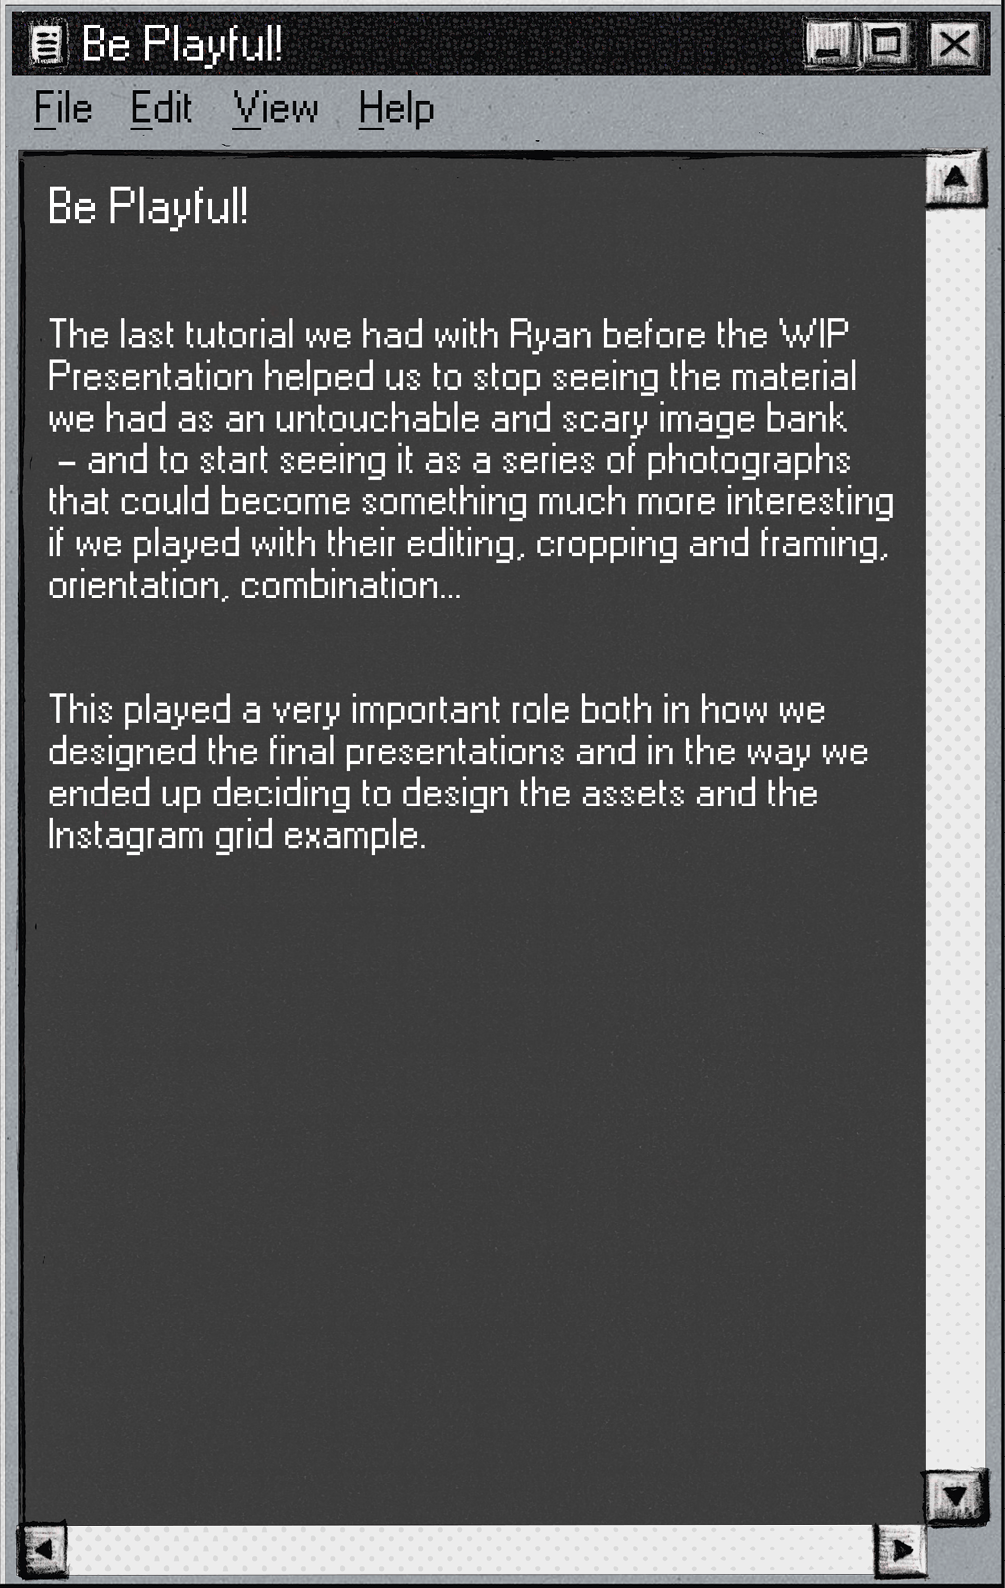 Be Playful!
File Edit View Help
Be Playful!
The last tutorial we had with Ryan before the WIP
Presentation helped us to stop seeing the material
we had as an untouchable and scary image bank
– and to start seeing it as a series of photographs
that could become something much more interesting
if we played with their editing, cropping and framing,
orientation, combination...
This played a very important role both in how we
designed the final presentations and in the way we
ended up deciding to design the assets and the
Instagram grid example.